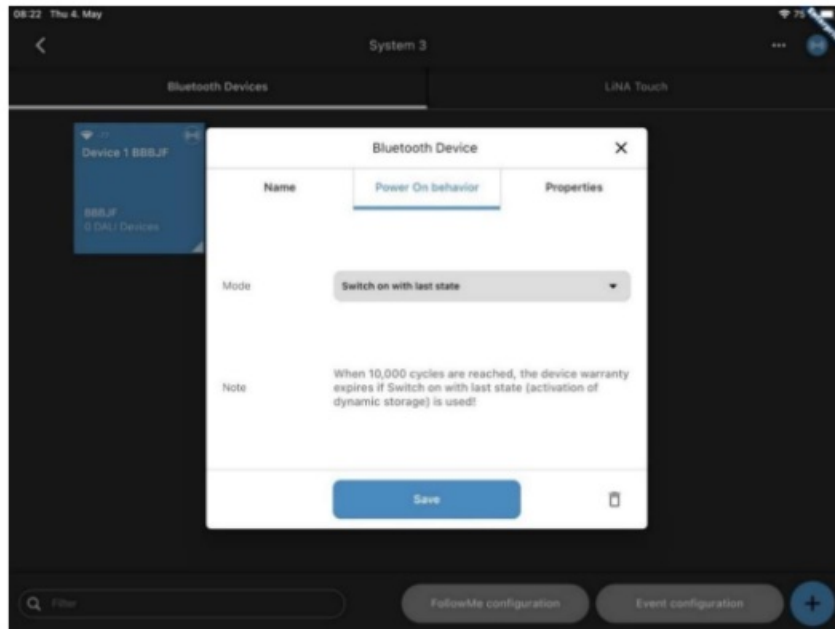 08:22 Thu 4. May
System 3
Bluetooth Devices
LiNA Touch
-77
Device 1 BBBJF
BBBJF
0 DALI Devices
Bluetooth Device
Name
Power On behavior
Properties
Mode
Switch on with last state
Note
When 10,000 cycles are reached, the device warranty
expires if Switch on with last state (activation of
dynamic storage) is used!
Save
Filter
FollowMe configuration
Event configuration